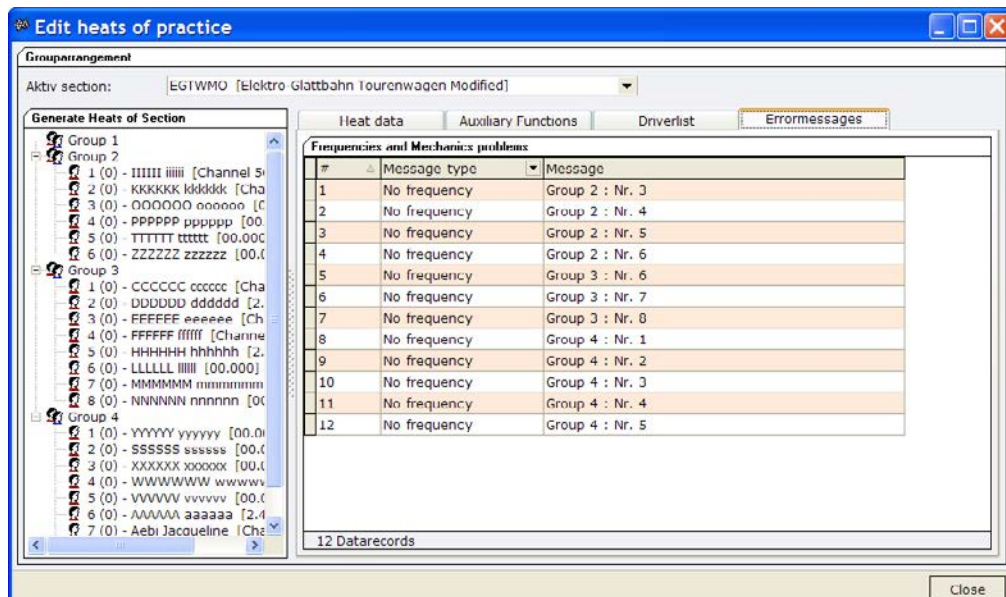 Edit heats of practice
Grouparrangement
Aktiv section: EGTWMO [Elektro-Glattbahn Tourenwagen Modified]
Generate Heats of Section
Group 1
Group 2
1 (0) - IIIIII iiiiii [Channel 5
2 (0) - KKKKKK kkkkkk [Cha
3 (0) - OOOOOO oooooo [C
4 (0) - PPPPPP pppppp [00.
5 (0) - TTTTTT tttttt [00.000
6 (0) - ZZZZZZ zzzzzz [00.0
Group 3
1 (0) - CCCCCC cccccc [Cha
2 (0) - DDDDDD dddddd [2.
3 (0) - EEEEEE eeeeee [Ch
4 (0) - FFFFFF ffffff [Channe
5 (0) - HHHHHH hhhhhh [2.
6 (0) - LLLLLL llllll [00.000]
7 (0) - MMMMMM mmmmmm
8 (0) - NNNNNN nnnnnn [00
Group 4
1 (0) - YYYYYY yyyyyy [00.0
2 (0) - SSSSSS ssssss [00.0
3 (0) - XXXXXX xxxxxx [00.0
4 (0) - WWWWWW wwwww
5 (0) - VVVVVV vvvvvv [00.0
6 (0) - AAAAAA aaaaaa [2.4
7 (0) - Aebi Jacqueline [Cha
Heat data Auxiliary Functions Driverlist Errormessages
Frequencies and Mechanics problems
# Message type Message
1 No frequency Group 2 : Nr. 3
2 No frequency Group 2 : Nr. 4
3 No frequency Group 2 : Nr. 5
4 No frequency Group 2 : Nr. 6
5 No frequency Group 3 : Nr. 6
6 No frequency Group 3 : Nr. 7
7 No frequency Group 3 : Nr. 8
8 No frequency Group 4 : Nr. 1
9 No frequency Group 4 : Nr. 2
10 No frequency Group 4 : Nr. 3
11 No frequency Group 4 : Nr. 4
12 No frequency Group 4 : Nr. 5
12 Datarecords
Close